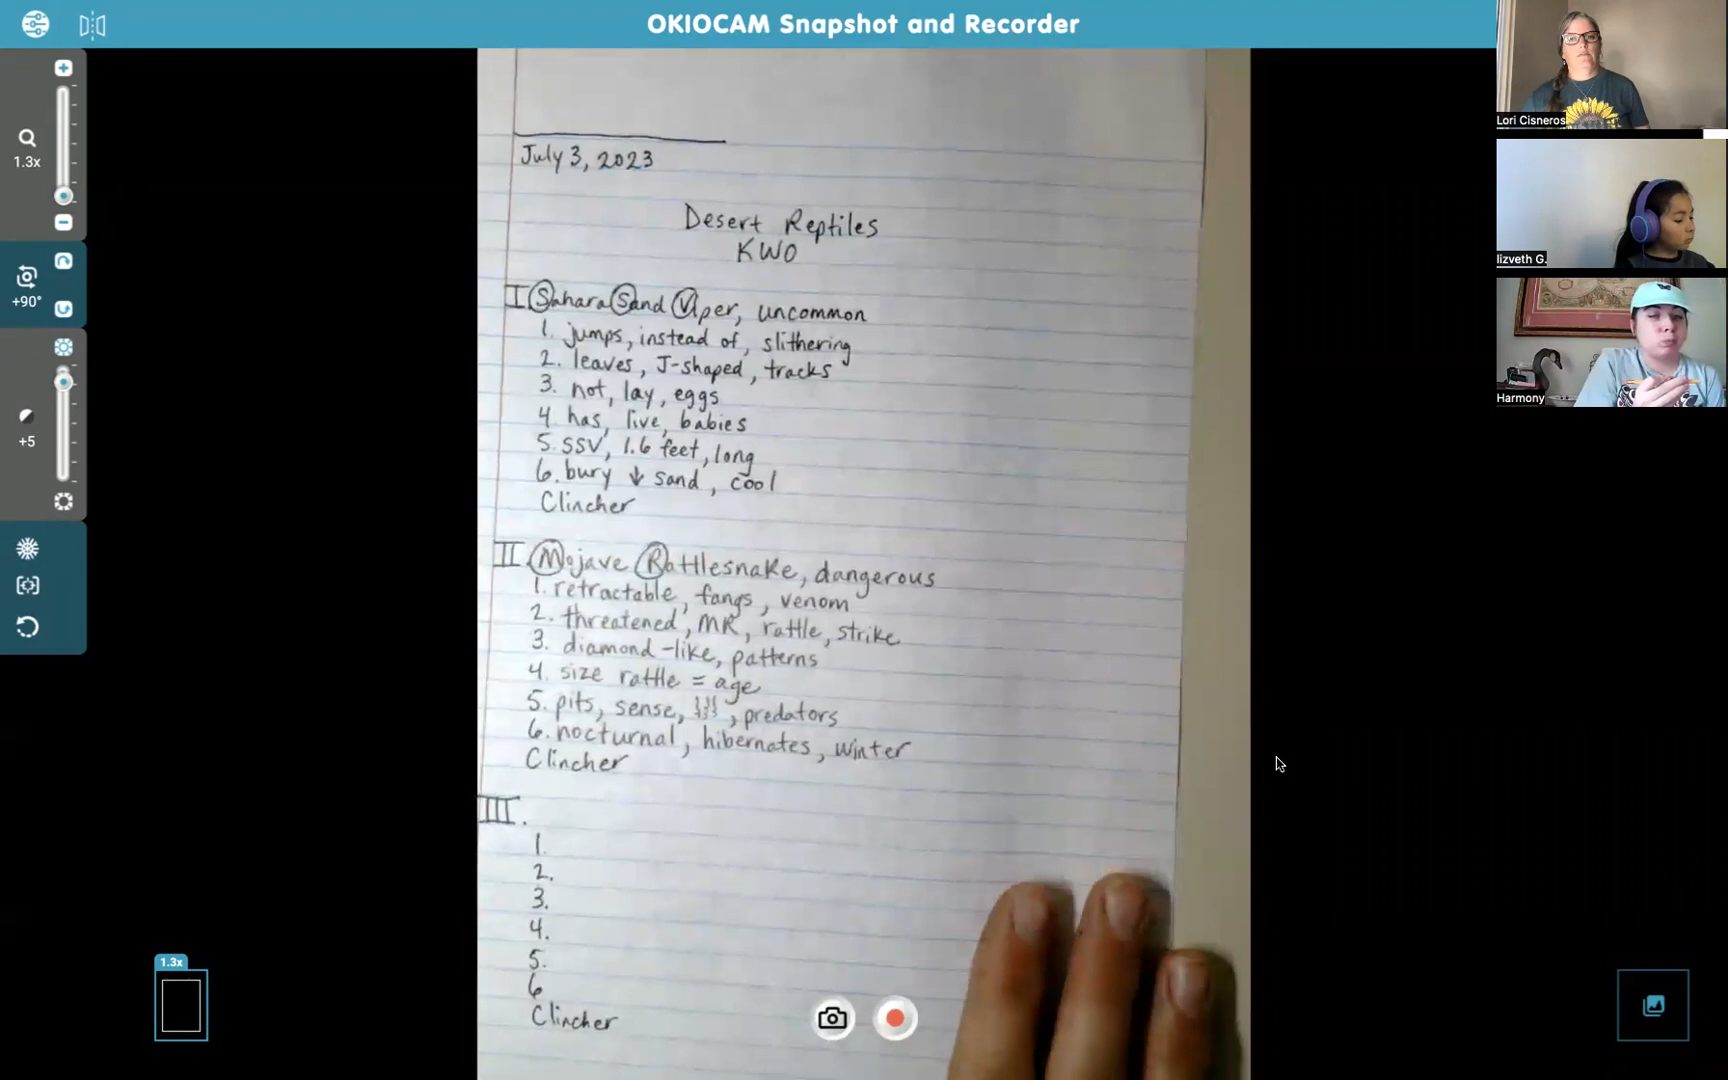 OKIOCAM Snapshot and Recorder
1.3x
+90°
+5
1.3x
Lori Cisneros
lizveth G.
Harmony
July 3, 2023
Desert Reptiles
KWO
I Sahara Sand Viper, uncommon
1. jumps, instead of, slithering
2. leaves, J-shaped, tracks
3. not, lay, eggs
4. has, live, babies
5. SSV, 1.6 feet, long
6. bury ↓ sand, cool
Clincher
II. Mojave Rattlesnake, dangerous
1. retractable, fangs, venom
2. threatened, MR, rattle, strike
3. diamond-like, patterns
4. size rattle = age
5. pits, sense, predators
6. nocturnal, hibernates, winter
Clincher
III.
1.
2.
3.
4.
5.
6
Clincher